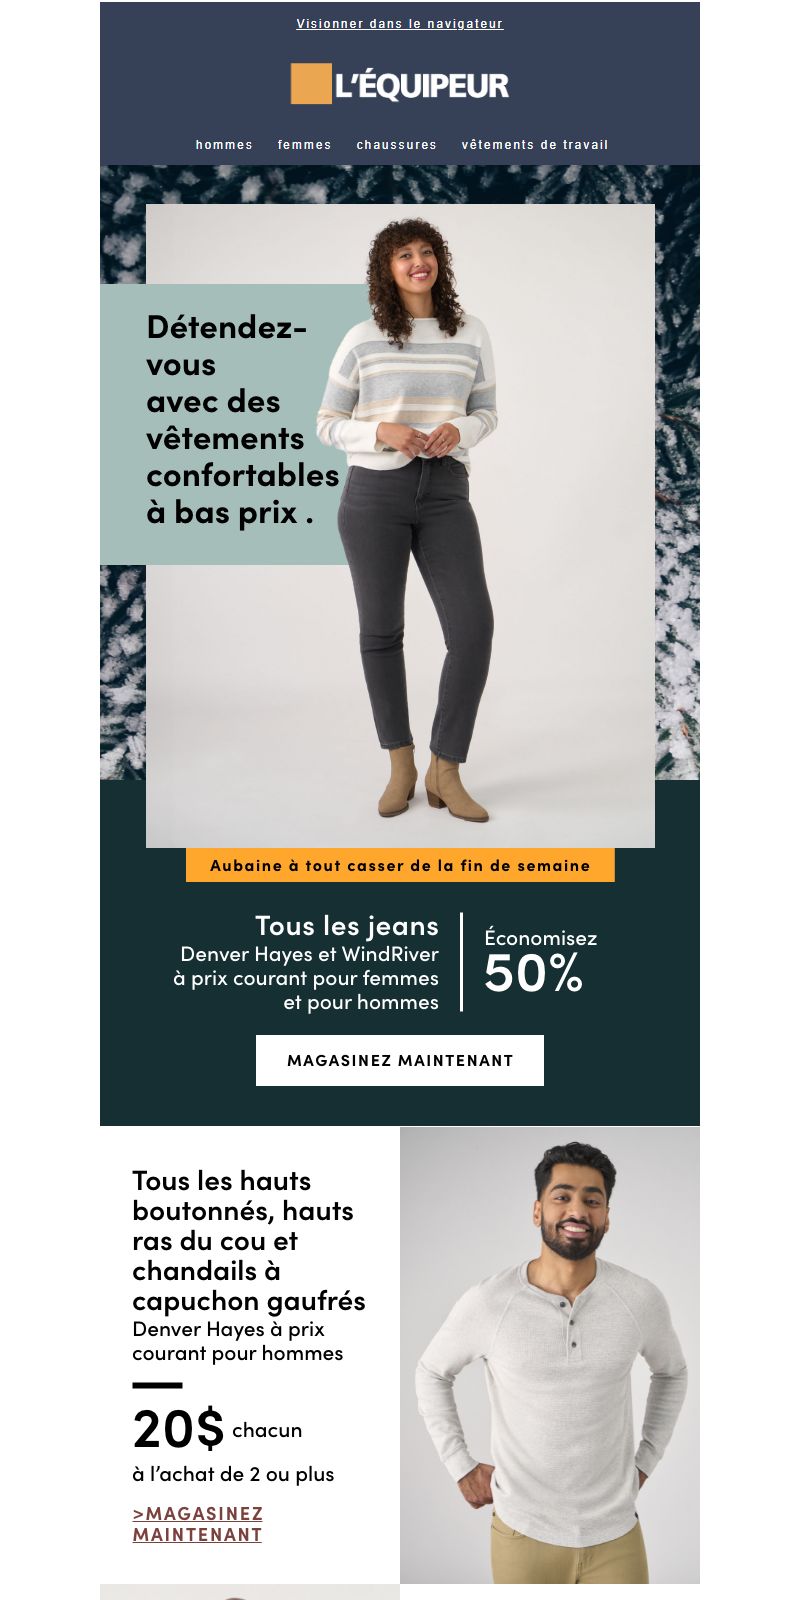 Visionner dans le navigateur
L'ÉQUIPEUR
hommes femmes chaussures vêtements de travail
Détendez-
vous
avec des
vêtements
confortables
à bas prix .
Aubaine à tout casser de la fin de semaine
Tous les jeans
Denver Hayes et WindRiver
à prix courant pour femmes
et pour hommes
Économisez
50%
MAGASINEZ MAINTENANT
Tous les hauts
boutonnés, hauts
ras du cou et
chandails à
capuchon gaufrés
Denver Hayes à prix
courant pour hommes
20$ chacun
à l’achat de 2 ou plus
>MAGASINEZ
MAINTENANT